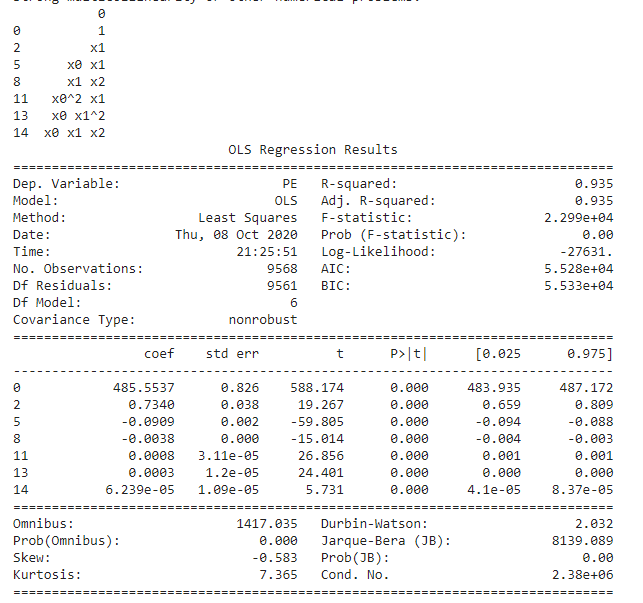 strong multicollinearity or other numerical problems.
0
0 1
2 x1
5 x0 x1
8 x1 x2
11 x0^2 x1
13 x0 x1^2
14 x0 x1 x2
OLS Regression Results
==============================================================================
Dep. Variable: PE R-squared: 0.935
Model: OLS Adj. R-squared: 0.935
Method: Least Squares F-statistic: 2.299e+04
Date: Thu, 08 Oct 2020 Prob (F-statistic): 0.00
Time: 21:25:51 Log-Likelihood: -27631.
No. Observations: 9568 AIC: 5.528e+04
Df Residuals: 9561 BIC: 5.533e+04
Df Model: 6
Covariance Type: nonrobust
==============================================================================
coef std err t P>|t| [0.025 0.975]
------------------------------------------------------------------------------
0 485.5537 0.826 588.174 0.000 483.935 487.172
2 0.7340 0.038 19.267 0.000 0.659 0.809
5 -0.0909 0.002 -59.805 0.000 -0.094 -0.088
8 -0.0038 0.000 -15.014 0.000 -0.004 -0.003
11 0.0008 3.11e-05 26.856 0.000 0.001 0.001
13 0.0003 1.2e-05 24.401 0.000 0.000 0.000
14 6.239e-05 1.09e-05 5.731 0.000 4.1e-05 8.37e-05
==============================================================================
Omnibus: 1417.035 Durbin-Watson: 2.032
Prob(Omnibus): 0.000 Jarque-Bera (JB): 8139.089
Skew: -0.583 Prob(JB): 0.00
Kurtosis: 7.365 Cond. No. 2.38e+06
==============================================================================